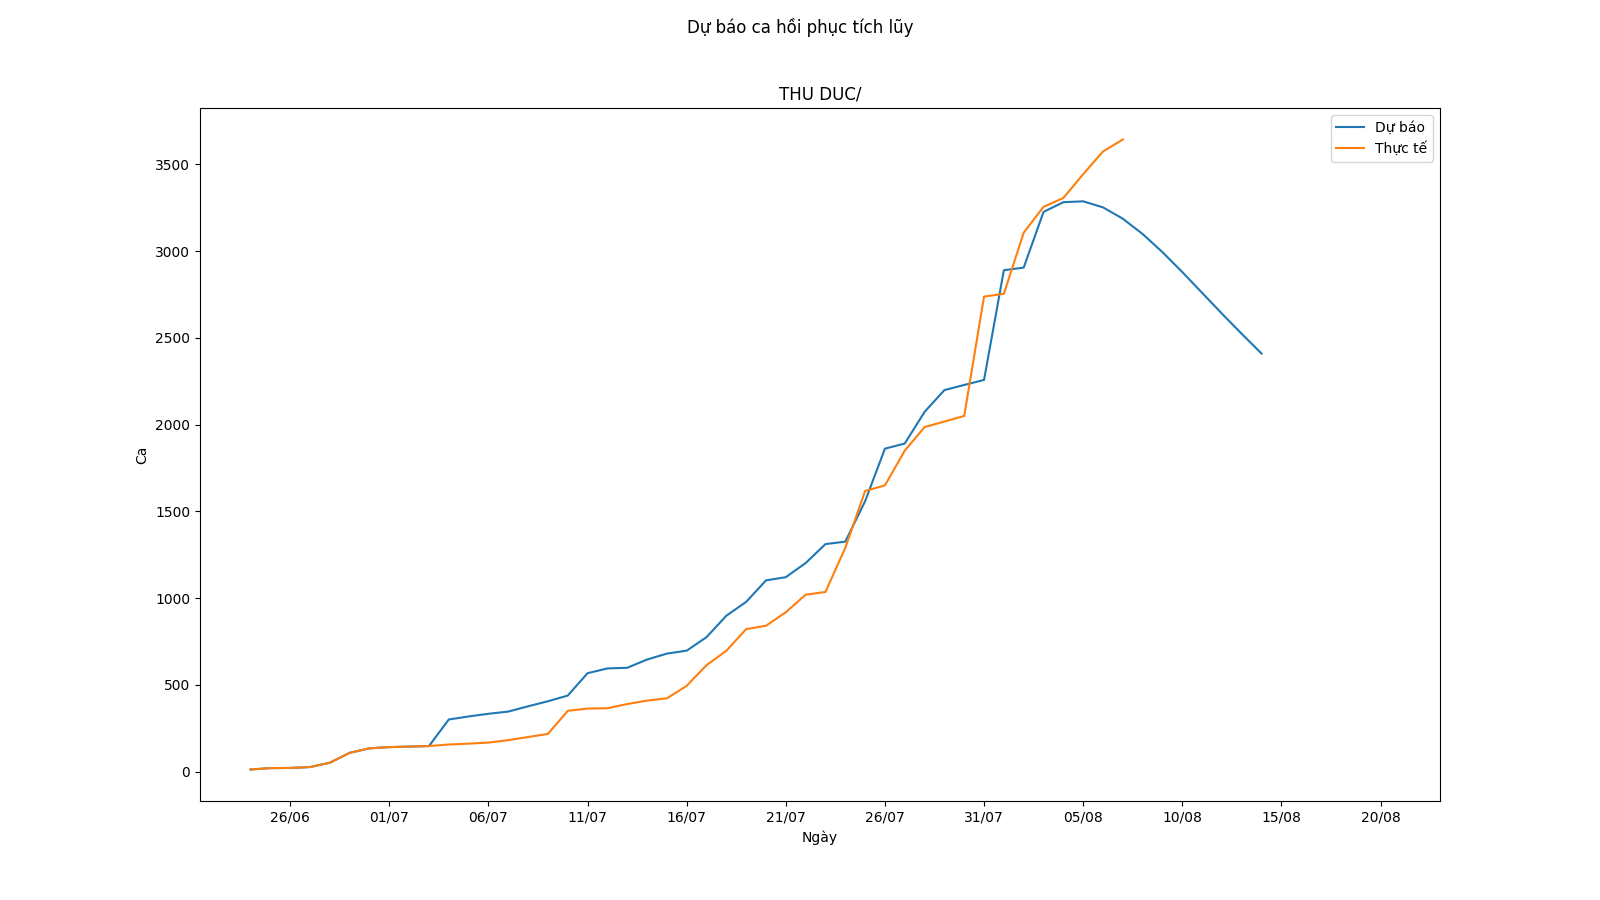 Dự báo ca hồi phục tích lũy
THU DUC/
Dự báo
Thực tế
3500
3000
2500
2000
1500
1000
500
0
Ca
26/06 01/07 06/07 11/07 16/07 21/07 26/07 31/07 05/08 10/08 15/08 20/08
Ngày